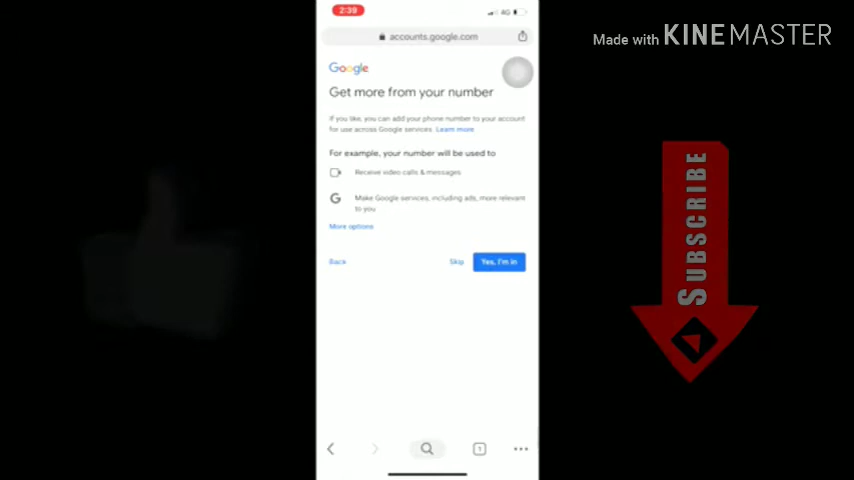 2:39
4G
accounts.google.com
Made with KINEMASTER
Google
Get more from your number
If you like, you can add your phone number to your account
for use across Google services. Learn more
For example, your number will be used to
Receive video calls & messages
G
Make Google services, including ads, more relevant
to you
More options
Back
Skip
Yes, I'm in
SUBSCRIBE
1